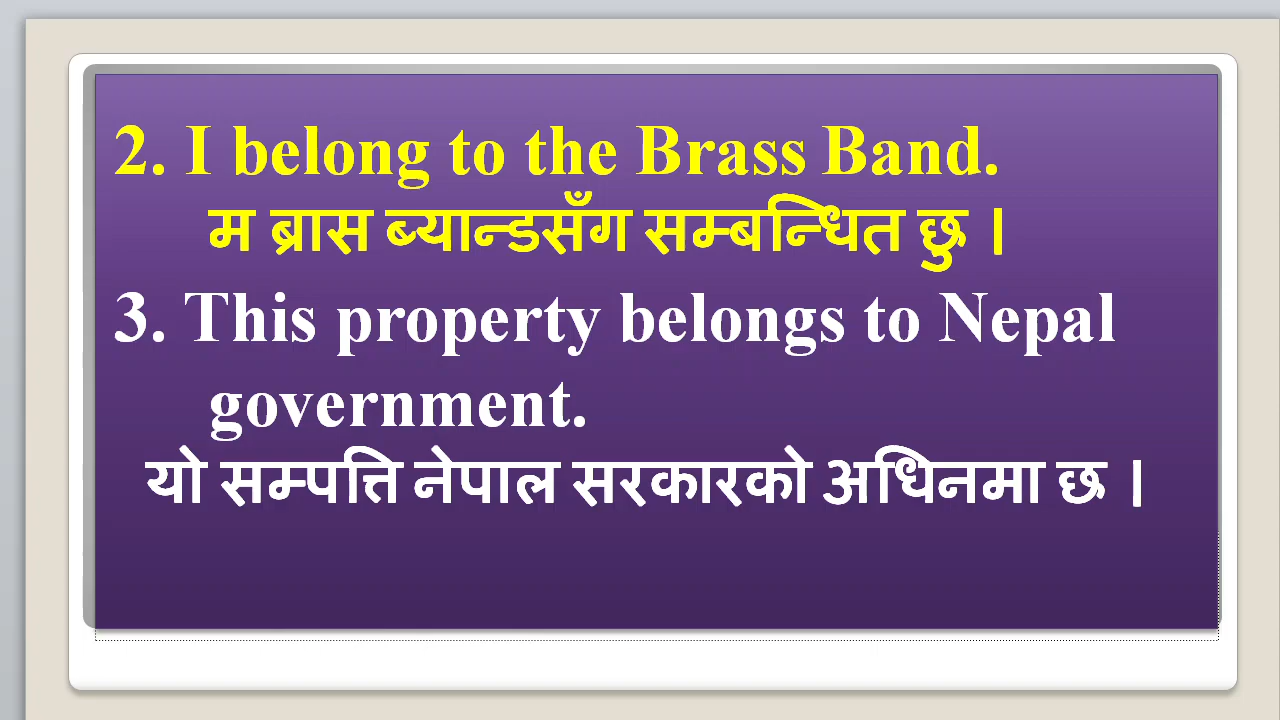 2. I belong to the Brass Band.
म ब्रास ब्यान्डसँग सम्बन्धित छु ।
3. This property belongs to Nepal
government.
यो सम्पत्ति नेपाल सरकारको अधिनमा छ ।